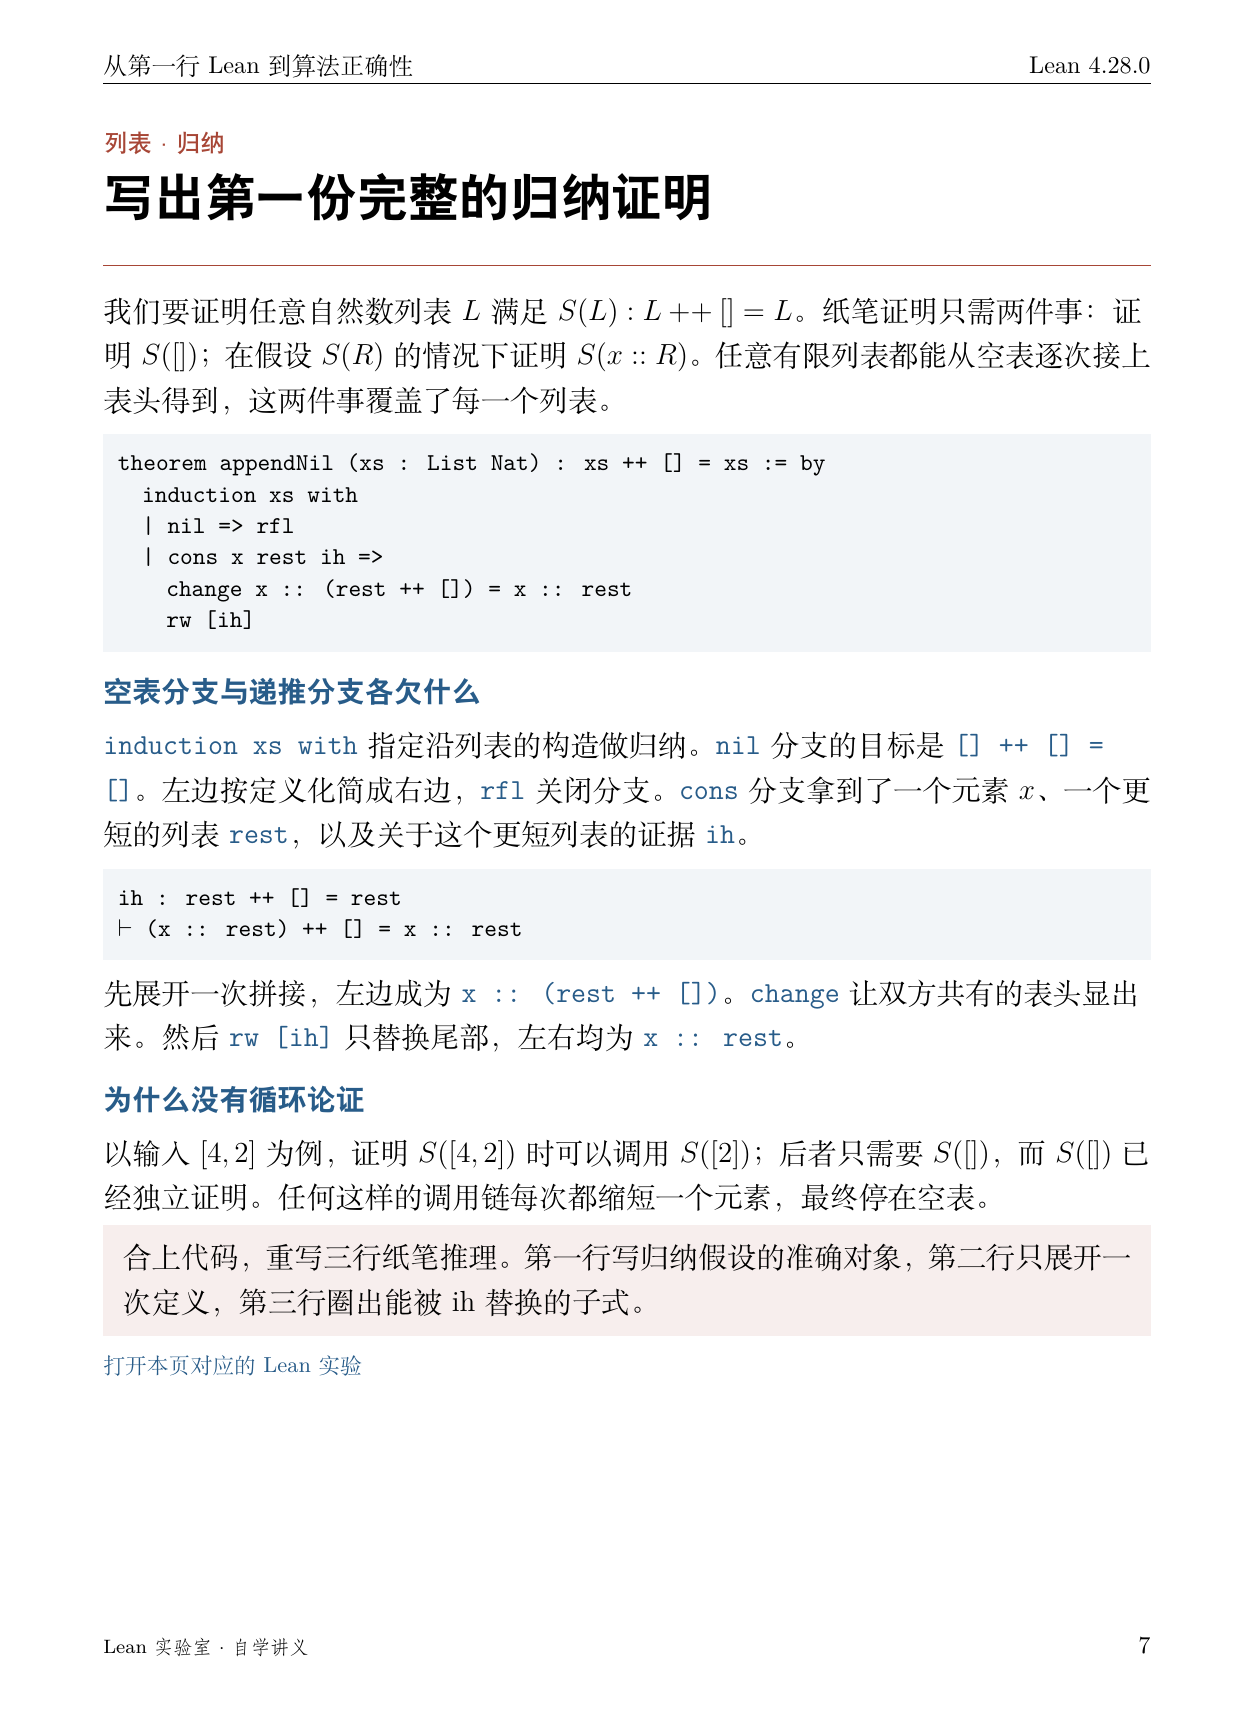 从第一行 Lean 到算法正确性
Lean 4.28.0
列表 · 归纳
写出第一份完整的归纳证明
我们要证明任意自然数列表 L 满足 S(L) : L ++ [] = L。纸笔证明只需两件事：证
明 S([])；在假设 S(R) 的情况下证明 S(x :: R)。任意有限列表都能从空表逐次接上
表头得到，这两件事覆盖了每一个列表。
theorem appendNil (xs : List Nat) : xs ++ [] = xs := by
  induction xs with
  | nil => rfl
  | cons x rest ih =>
    change x :: (rest ++ []) = x :: rest
    rw [ih]
空表分支与递推分支各欠什么
induction xs with 指定沿列表的构造做归纳。nil 分支的目标是 [] ++ [] =
[]。左边按定义化简成右边，rfl 关闭分支。cons 分支拿到了一个元素 x、一个更
短的列表 rest，以及关于这个更短列表的证据 ih。
ih : rest ++ [] = rest
⊢ (x :: rest) ++ [] = x :: rest
先展开一次拼接，左边成为 x :: (rest ++ [])。change 让双方共有的表头显出
来。然后 rw [ih] 只替换尾部，左右均为 x :: rest。
为什么没有循环论证
以输入 [4, 2] 为例，证明 S([4, 2]) 时可以调用 S([2])；后者只需要 S([])，而 S([]) 已
经独立证明。任何这样的调用链每次都缩短一个元素，最终停在空表。
合上代码，重写三行纸笔推理。第一行写归纳假设的准确对象，第二行只展开一
次定义，第三行圈出能被 ih 替换的子式。
打开本页对应的 Lean 实验
Lean 实验室 · 自学讲义
7